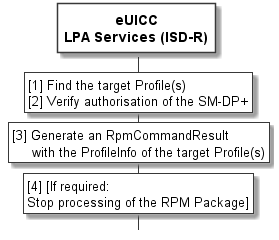 eUICC
LPA Services (ISD-R)
[1] Find the target Profile(s)
[2] Verify authorisation of the SM-DP+
[3] Generate an RpmCommandResult
with the ProfileInfo of the target Profile(s)
[4] [If required:
Stop processing of the RPM Package]